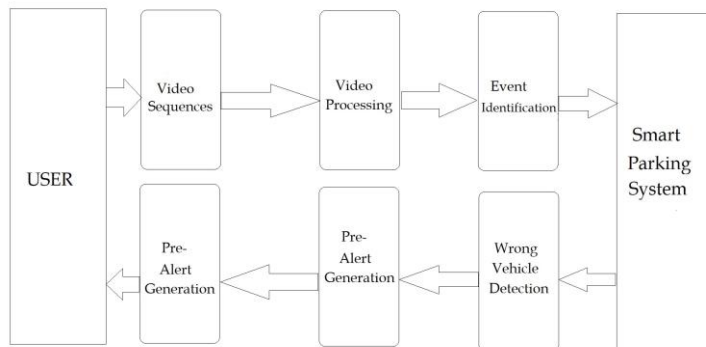 USER
Video
Sequences
Video
Processing
Event
Identification
Smart
Parking
System
Pre-
Alert
Generation
Pre-
Alert
Generation
Wrong
Vehicle
Detection